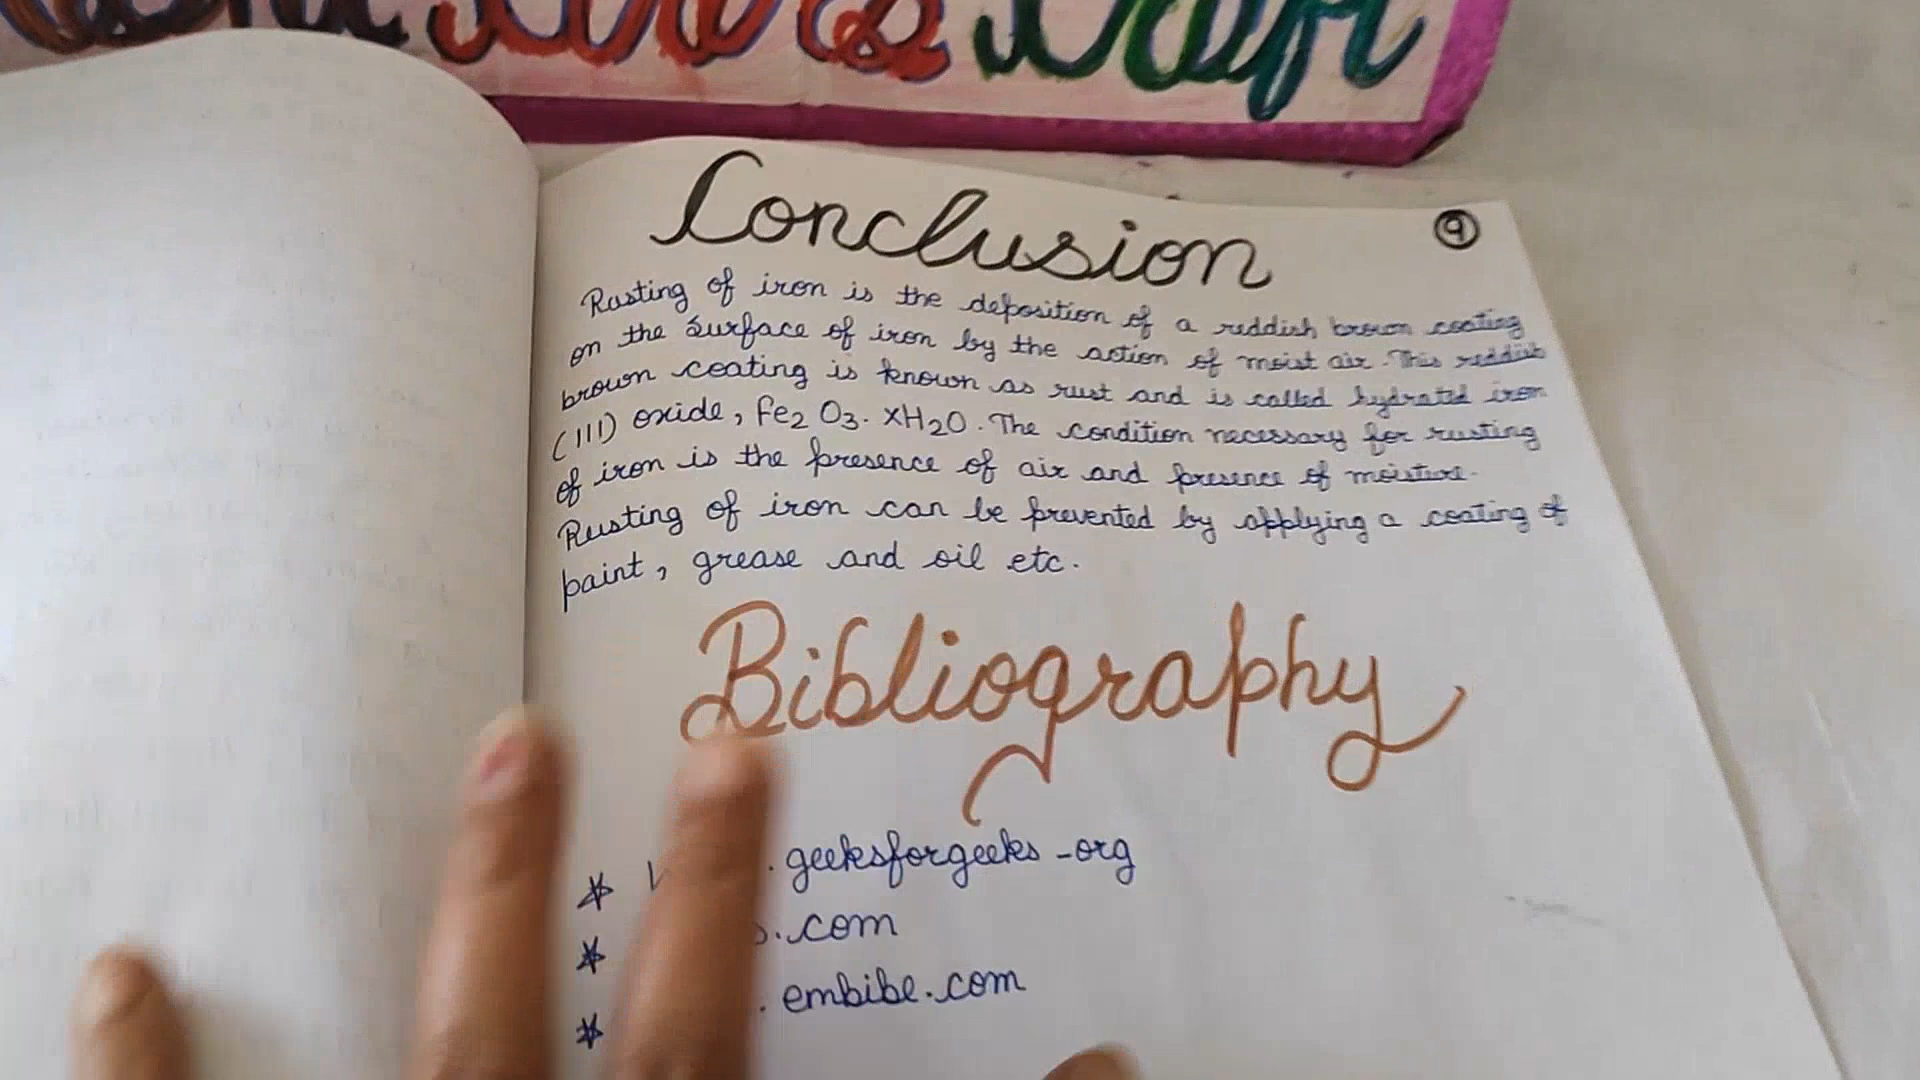 Conclusion
9
Rusting of iron is the deposition of a reddish brown coating
on the surface of iron by the action of moist air. This reddish
brown coating is known as rust and is called hydrated iron
(III) oxide, Fe2 O3. xH2O. The condition necessary for rusting
of iron is the presence of air and presence of moisture.
Rusting of iron can be prevented by applying a coating of
paint, grease and oil etc.
Bibliography
* . geeksforgeeks -org
* .com
* . embibe.com